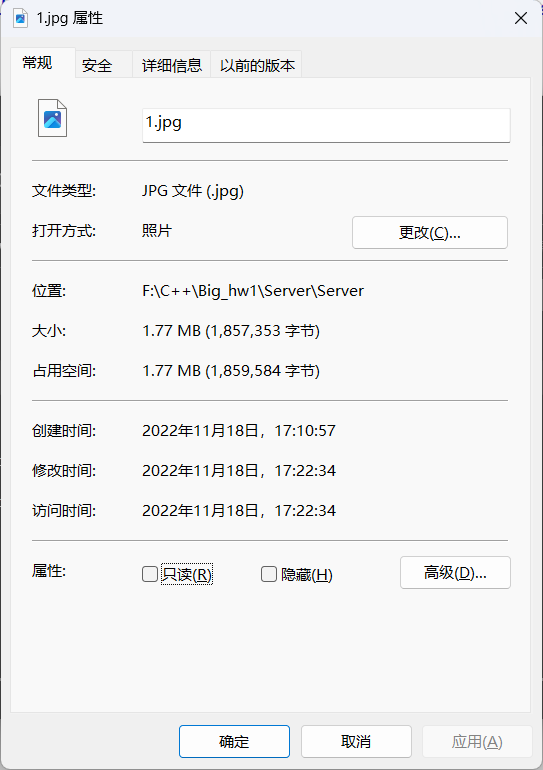 1.jpg 属性
常规 安全 详细信息 以前的版本
1.jpg
文件类型: JPG 文件 (.jpg)
打开方式: 照片 更改(C)...
位置: F:\C++\Big_hw1\Server\Server
大小: 1.77 MB (1,857,353 字节)
占用空间: 1.77 MB (1,859,584 字节)
创建时间: 2022年11月18日，17:10:57
修改时间: 2022年11月18日，17:22:34
访问时间: 2022年11月18日，17:22:34
属性: 只读(R) 隐藏(H) 高级(D)...
确定 取消 应用(A)